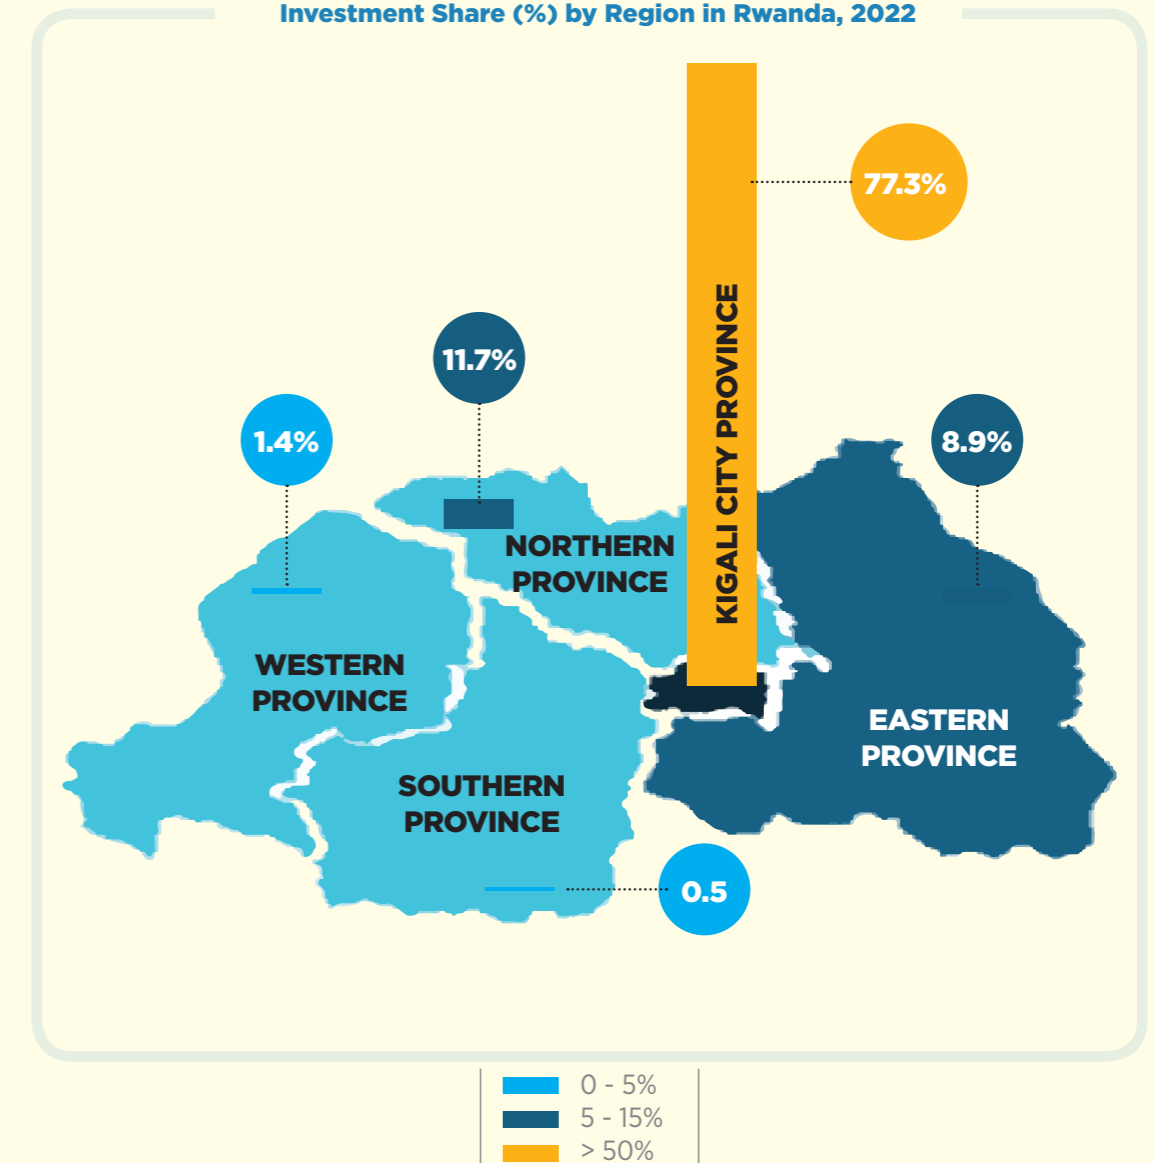 Investment Share (%) by Region in Rwanda, 2022
77.3%
KIGALI CITY PROVINCE
11.7%
1.4%
8.9%
NORTHERN
PROVINCE
WESTERN
PROVINCE
EASTERN
PROVINCE
SOUTHERN
PROVINCE
0.5
0 - 5%
5 - 15%
> 50%